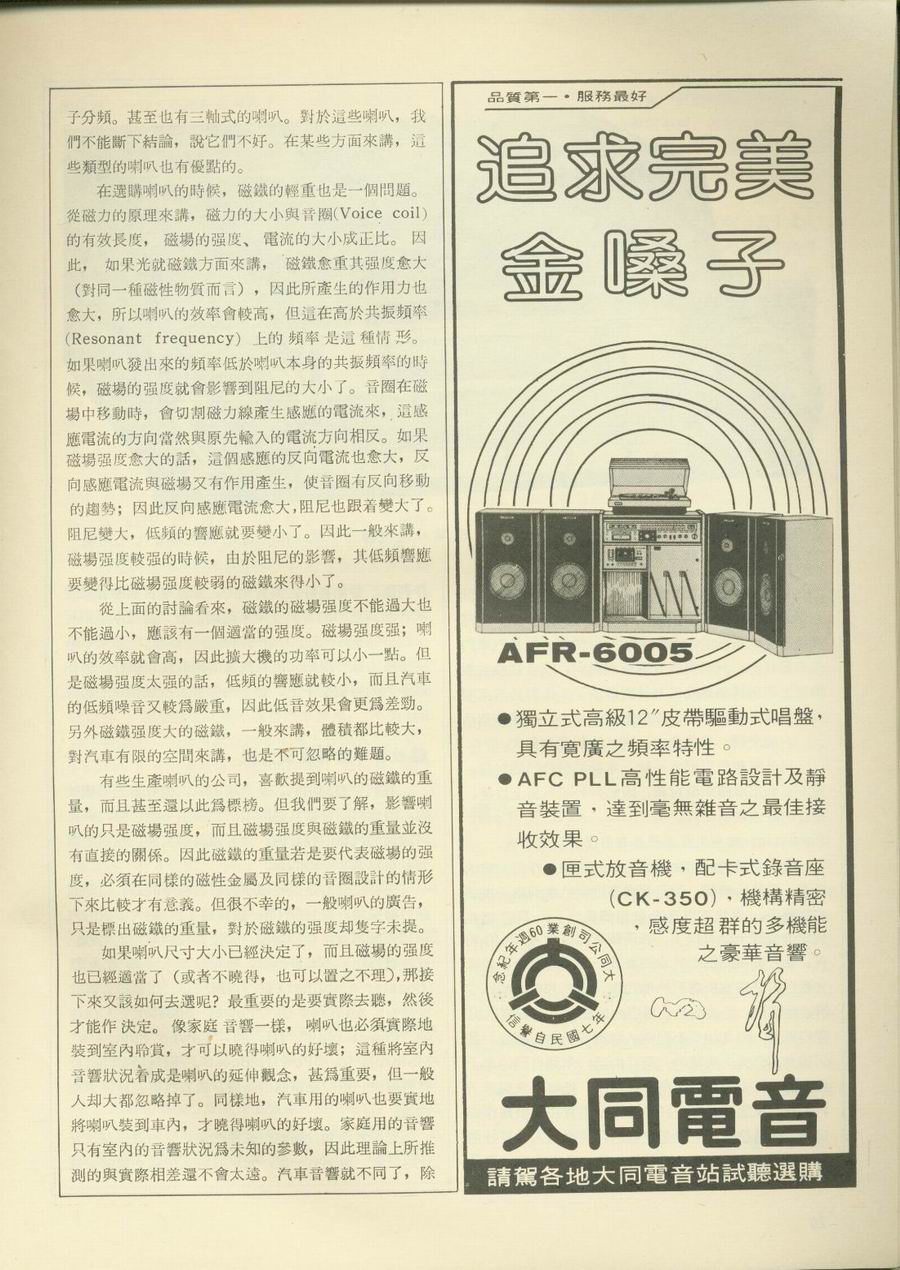 子分頻。甚至也有三軸式的喇叭。對於這些喇叭，我
們不能斷下結論，說它們不好。在某些方面來講，這
些類型的喇叭也有優點的。
在選購喇叭的時候，磁鐵的輕重也是一個問題。
從磁力的原理來講，磁力的大小與音圈(Voice coil)
的有效長度，磁場的强度、電流的大小成正比。因
此，如果光就磁鐵方面來講，磁鐵愈重其强度愈大
（對同一種磁性物質而言），因此所產生的作用力也
愈大，所以喇叭的效率會較高，但這在高於共振頻率
(Resonant frequency) 上的頻率是這種情形。
如果喇叭發出來的頻率低於喇叭本身的共振頻率的時
候，磁場的强度就會影響到阻尼的大小了。音圈在磁
場中移動時，會切割磁力線產生感應的電流來，這感
應電流的方向當然與原先輸入的電流方向相反。如果
磁場强度愈大的話，這個感應的反向電流也愈大，反
向感應電流與磁場又有作用產生，使音圈有反向移動
的趨勢；因此反向感應電流愈大，阻尼也跟着變大了。
阻尼變大，低頻的響應就要變小了。因此一般來講，
磁場强度較强的時候，由於阻尼的影響，其低頻響應
要變得比磁場强度較弱的磁鐵來得小了。
從上面的討論看來，磁鐵的磁場强度不能過大也
不能過小，應該有一個適當的强度。磁場强度强；喇
叭的效率就會高，因此擴大機的功率可以小一點。但
是磁場强度太强的話，低頻的響應就較小，而且汽車
的低頻噪音又較爲嚴重，因此低音效果會更爲差勁。
另外磁鐵强度大的磁鐵，一般來講，體積都比較大，
對汽車有限的空間來講，也是不可忽略的難題。
有些生產喇叭的公司，喜歡提到喇叭的磁鐵的重
量，而且甚至還以此爲標榜。但我們要了解，影響喇
叭的只是磁場强度，而且磁場强度與磁鐵的重量並沒
有直接的關係。因此磁鐵的重量若是要代表磁場的强
度，必須在同樣的磁性金屬及同樣的音圈設計的情形
下來比較才有意義。但很不幸的，一般喇叭的廣告，
只是標出磁鐵的重量，對於磁鐵的强度却隻字未提。
如果喇叭尺寸大小已經決定了，而且磁場的强度
也已經適當了（或者不曉得，也可以置之不理），那接
下來又該如何去選呢？最重要的是要實際去聽，然後
才能作決定。像家庭音響一樣，喇叭也必須實際地
裝到室內聆賞，才可以曉得喇叭的好壞；這種將室內
音響狀況看成是喇叭的延伸觀念，甚爲重要，但一般
人却大都忽略掉了。同樣地，汽車用的喇叭也要實地
將喇叭裝到車內，才曉得喇叭的好壞。家庭用的音響
只有室內的音響狀況爲未知的參數，因此理論上所推
測的與實際相差還不會太遠。汽車音響就不同了，除
品質第一・服務最好
追求完美
金嗓子
AFR-6005
●獨立式高級12″皮帶驅動式唱盤，
具有寬廣之頻率特性。
●AFC PLL高性能電路設計及靜
音裝置，達到毫無雜音之最佳接
收效果。
●匣式放音機，配卡式錄音座
(CK-350)，機構精密
，感度超群的多機能
之豪華音響。
大同公司創業60週年紀念
信譽自民國七年
大同電音
請駕各地大同電音站試聽選購